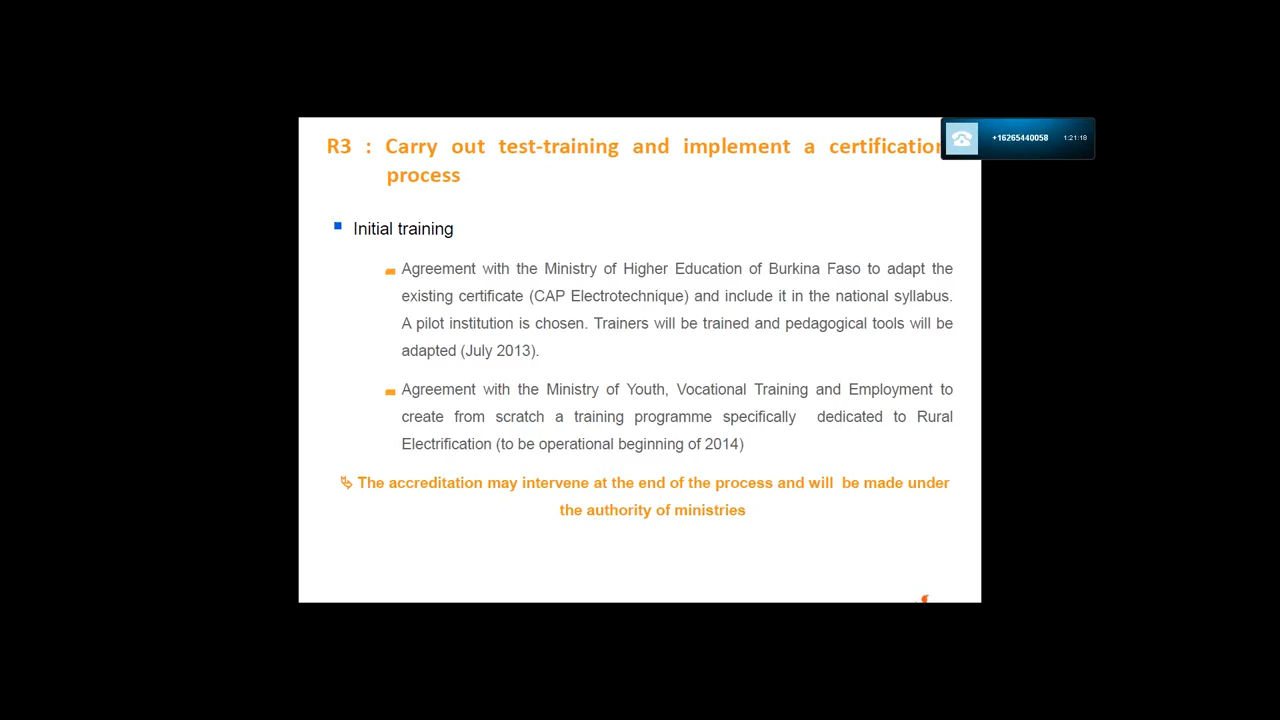 R3 : Carry out test-training and implement a certification
process
+16265440058 1:21:18
Initial training
Agreement with the Ministry of Higher Education of Burkina Faso to adapt the
existing certificate (CAP Electrotechnique) and include it in the national syllabus.
A pilot institution is chosen. Trainers will be trained and pedagogical tools will be
adapted (July 2013).
Agreement with the Ministry of Youth, Vocational Training and Employment to
create from scratch a training programme specifically dedicated to Rural
Electrification (to be operational beginning of 2014)
The accreditation may intervene at the end of the process and will be made under
the authority of ministries